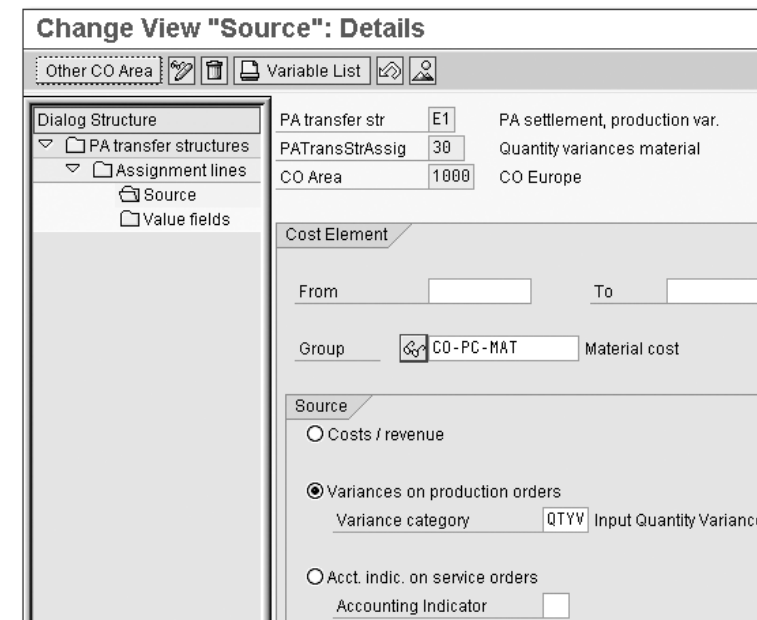 Change View "Source": Details
Other CO Area Variable List
Dialog Structure
PA transfer structures
Assignment lines
Source
Value fields
PA transfer str E1 PA settlement, production var.
PATransStrAssig 30 Quantity variances material
CO Area 1000 CO Europe
Cost Element
From To
Group CO-PC-MAT Material cost
Source
Costs / revenue
Variances on production orders
Variance category QTYV Input Quantity Variance
Acct. indic. on service orders
Accounting Indicator